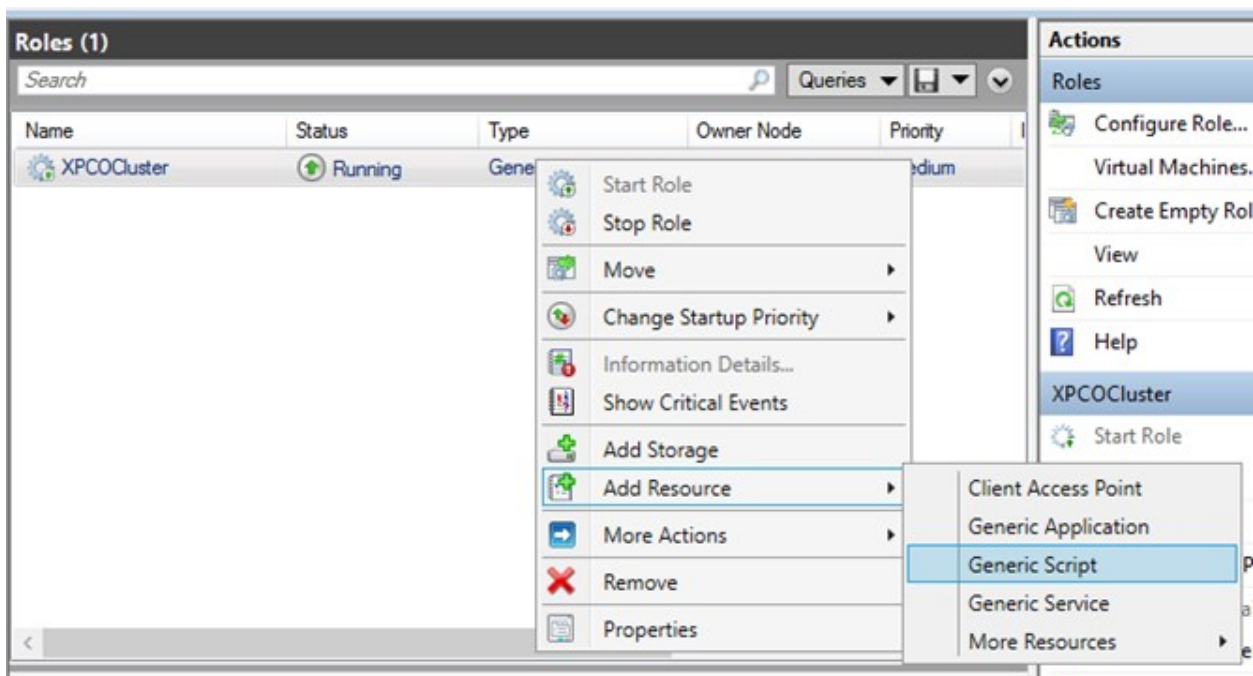 Roles (1)
Search
Queries
Name Status Type Owner Node Priority
XPCOCluster Running Gene edium
Start Role
Stop Role
Move
Change Startup Priority
Information Details...
Show Critical Events
Add Storage
Add Resource
More Actions
Remove
Properties
Client Access Point
Generic Application
Generic Script
Generic Service
More Resources
Actions
Roles
Configure Role...
Virtual Machines.
Create Empty Rol
View
Refresh
Help
XPCOCluster
Start Role